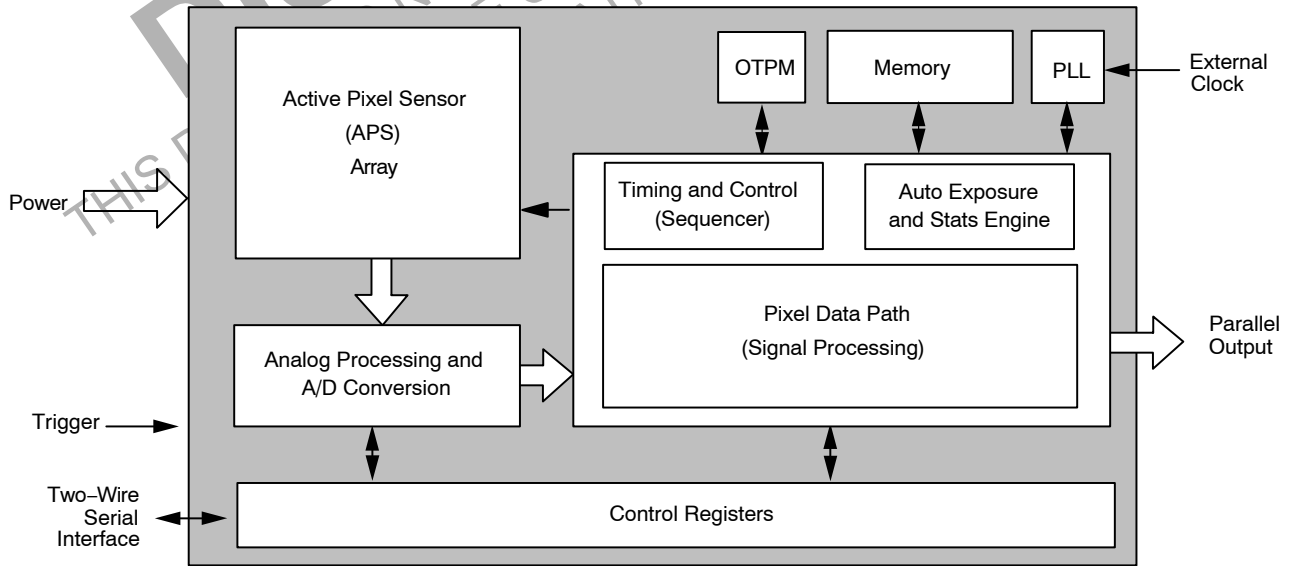 OTPM
Memory
PLL
External
Clock
Active Pixel Sensor
(APS)
Array
Power
THIS
Timing and Control
(Sequencer)
Auto Exposure
and Stats Engine
Pixel Data Path
(Signal Processing)
Parallel
Output
Analog Processing and
A/D Conversion
Trigger
Two−Wire
Serial
Interface
Control Registers